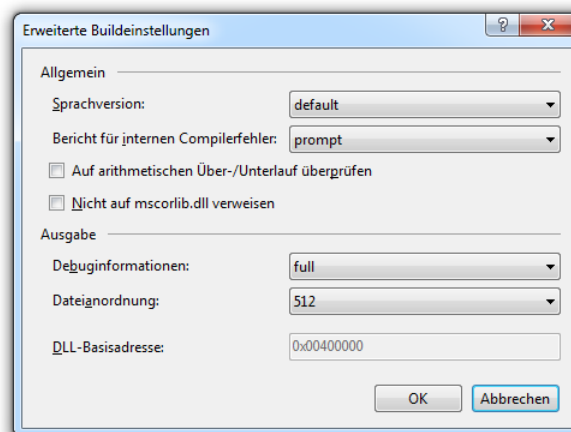 Erweiterte Buildeinstellungen
Allgemein
Sprachversion: default
Bericht für internen Compilerfehler: prompt
Auf arithmetischen Über-/Unterlauf überprüfen
Nicht auf mscorlib.dll verweisen
Ausgabe
Debuginformationen: full
Dateianordnung: 512
DLL-Basisadresse: 0x00400000
OK Abbrechen